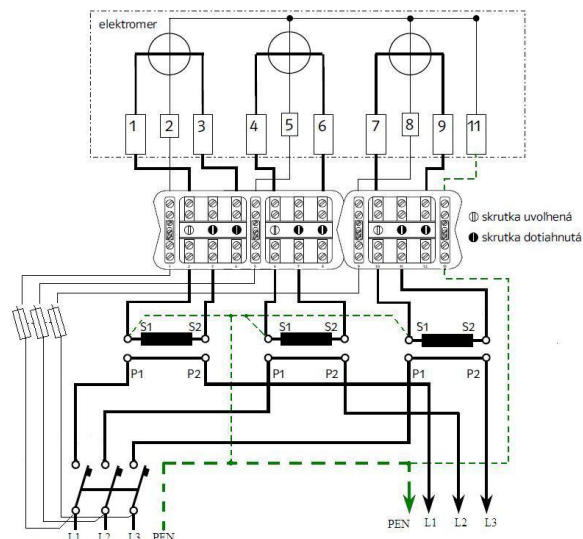 elektromer
1 2 3 4 5 6 7 8 9 11
skrutka uvoľnená
skrutka dotiahnutá
S1 S2 S1 S2 S1 S2
P1 P2 P1 P2 P1 P2
L1 L2 L3 PEN PEN L1 L2 L3